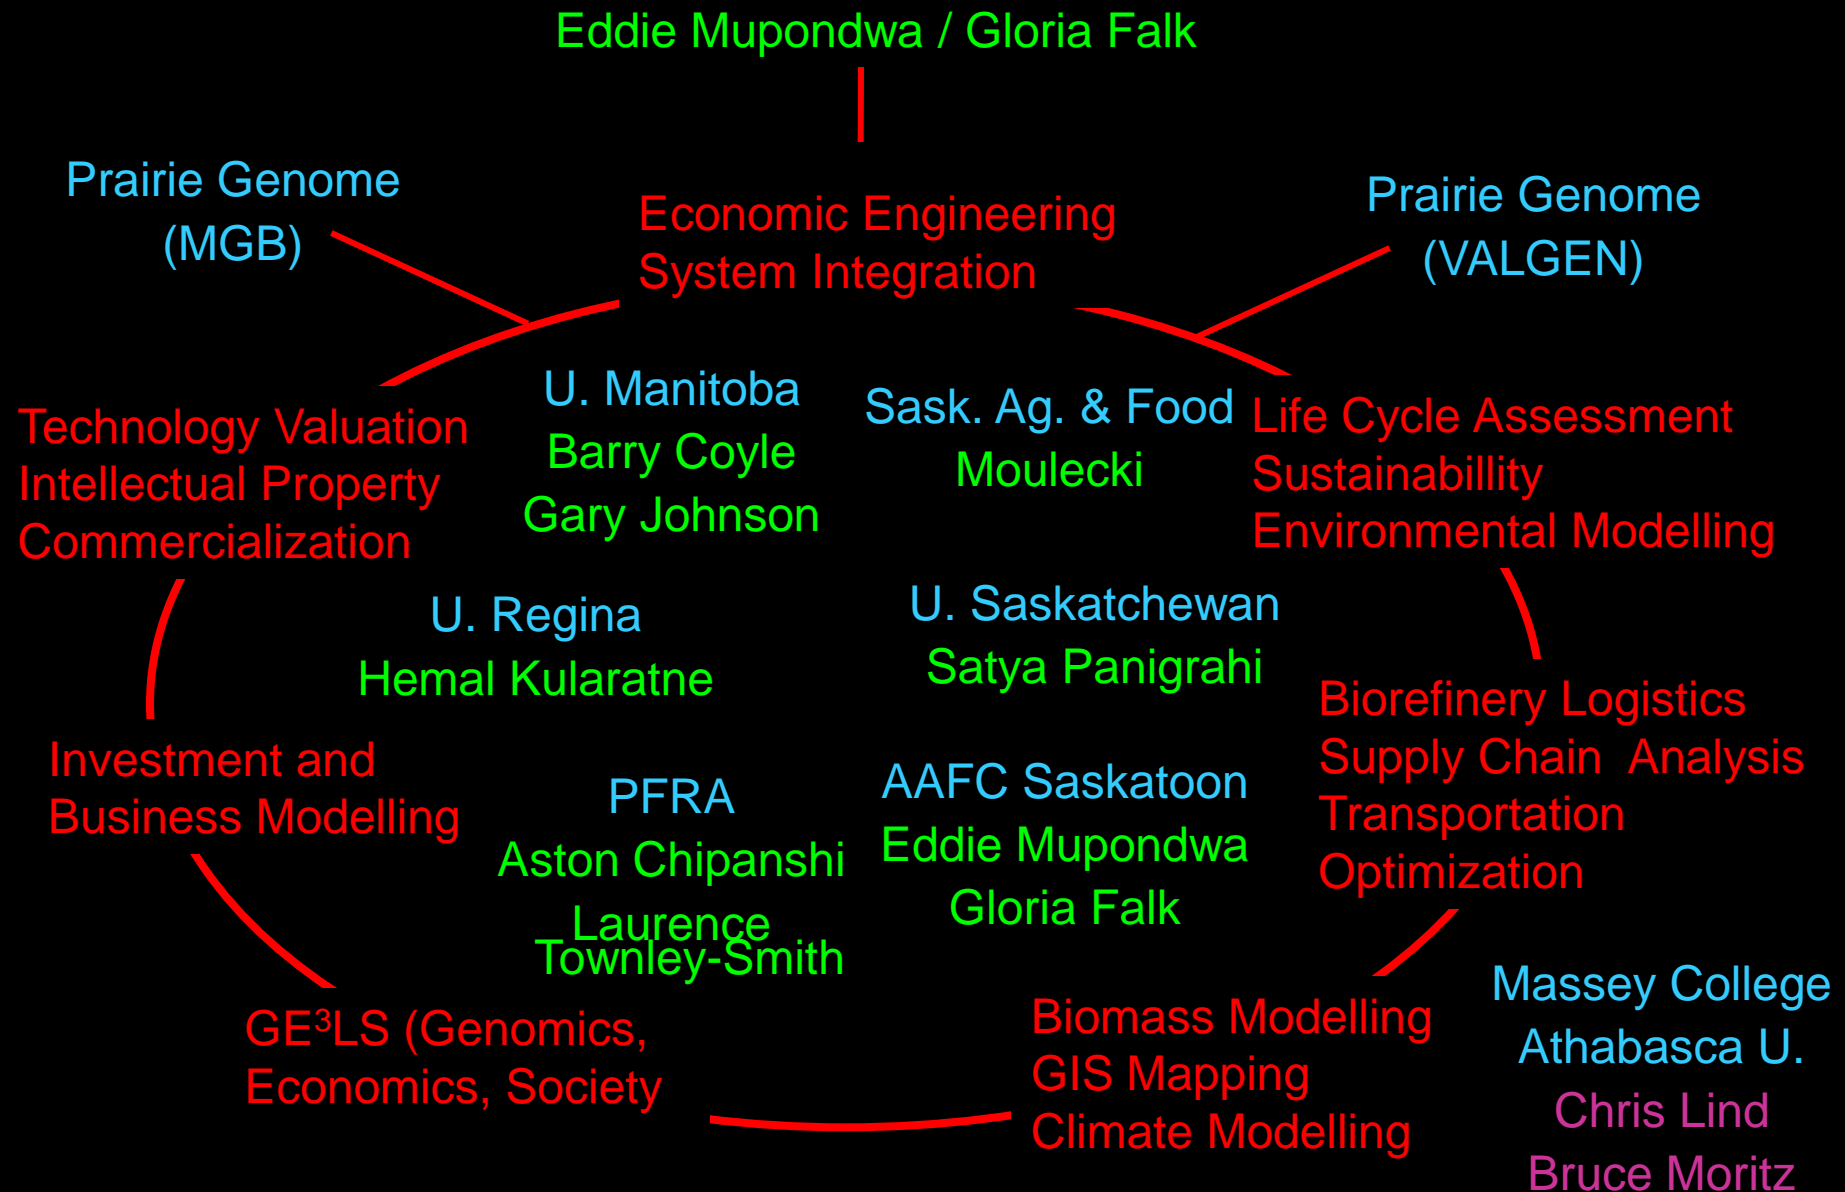 Eddie Mupondwa / Gloria Falk
Prairie Genome
(MGB)
Economic Engineering
System Integration
Prairie Genome
(VALGEN)
Technology Valuation
Intellectual Property
Commercialization
U. Manitoba
Barry Coyle
Gary Johnson
Sask. Ag. & Food
Moulecki
Life Cycle Assessment
Sustainabillity
Environmental Modelling
U. Regina
Hemal Kularatne
U. Saskatchewan
Satya Panigrahi
Biorefinery Logistics
Supply Chain Analysis
Transportation
Optimization
Investment and
Business Modelling
PFRA
Aston Chipanshi
Laurence
Townley-Smith
AAFC Saskatoon
Eddie Mupondwa
Gloria Falk
GE³LS (Genomics,
Economics, Society
Biomass Modelling
GIS Mapping
Climate Modelling
Massey College
Athabasca U.
Chris Lind
Bruce Moritz